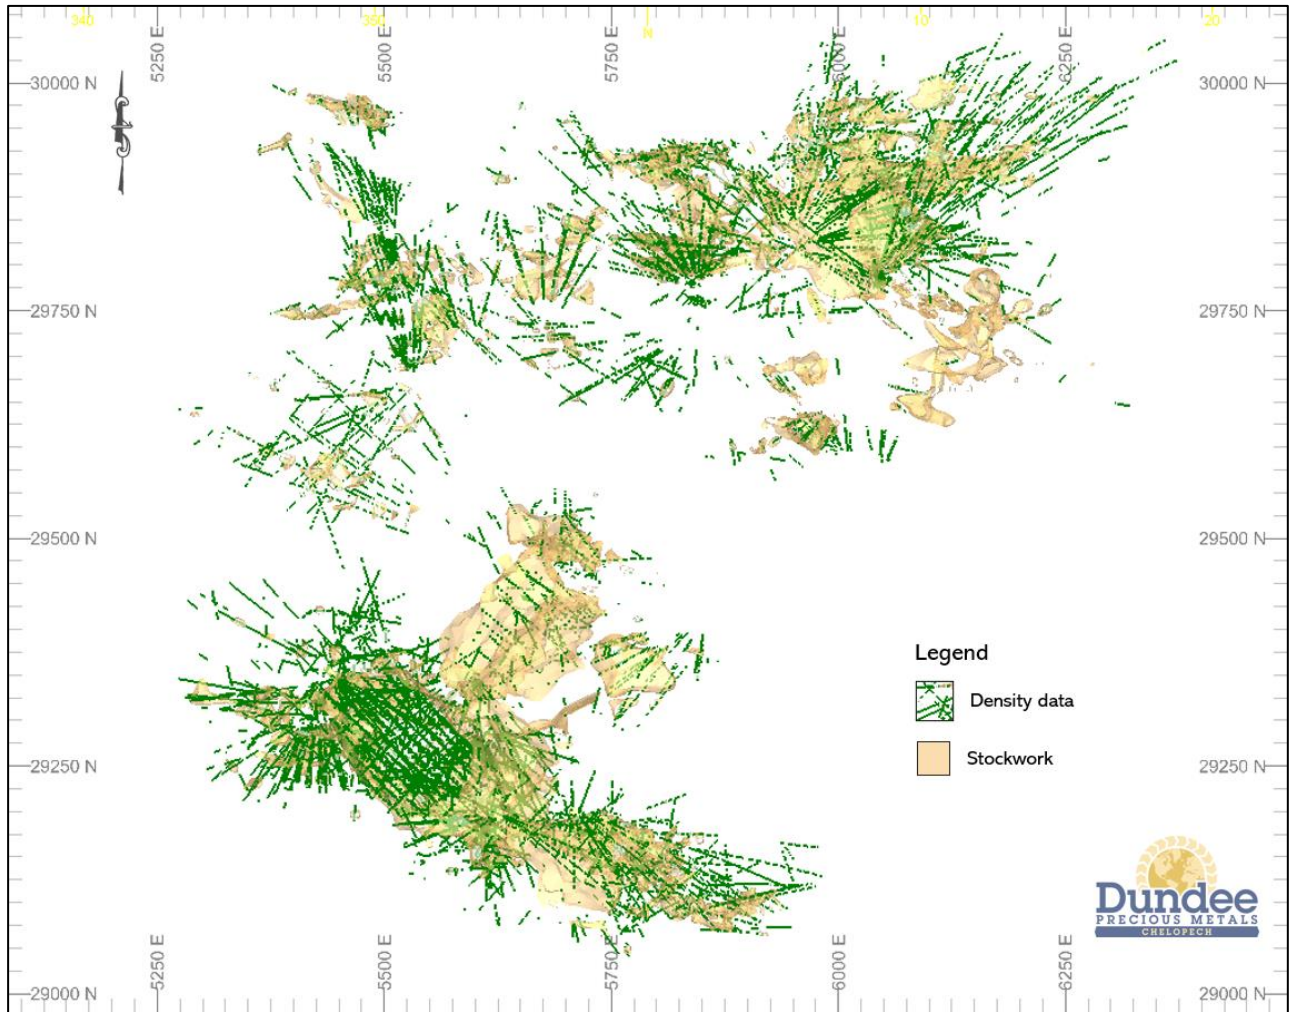 340
350
N
10
20
5250 E
5500 E
5750 E
6000 E
6250 E
30000 N
30000 N
29750 N
29750 N
29500 N
29500 N
Legend
Density data
Stockwork
29250 N
29250 N
Dundee
PRECIOUS METALS
CHELOPECH
5250 E
5500 E
5750 E
6000 E
6250 E
29000 N
29000 N